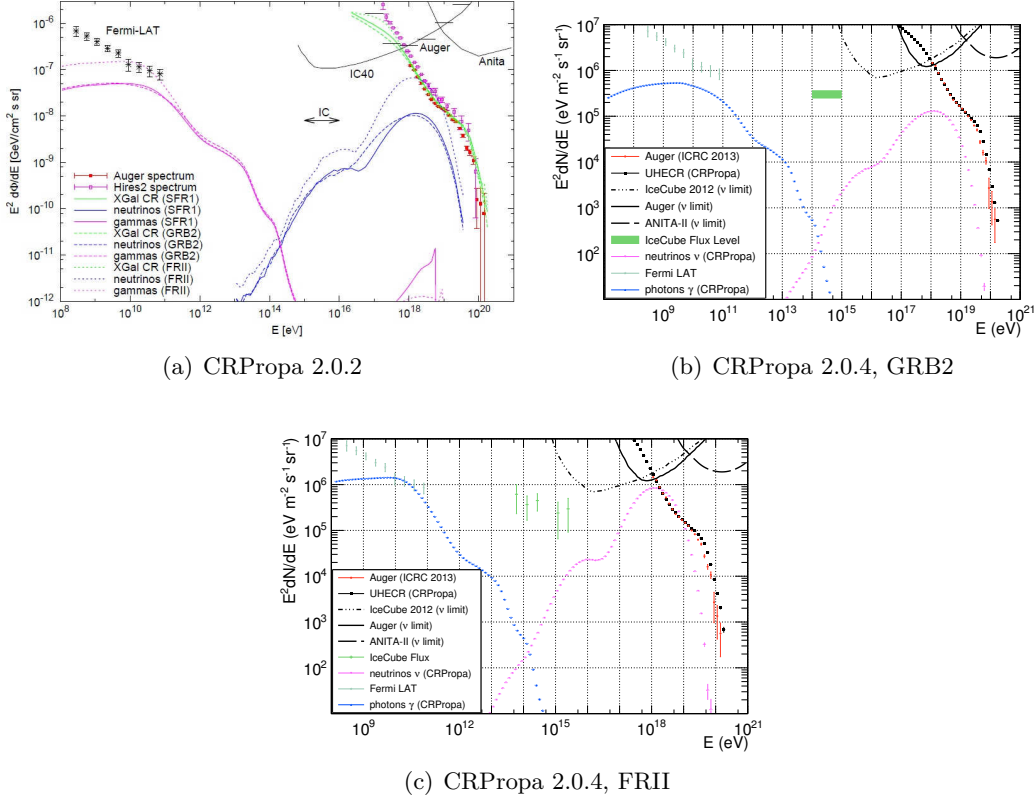 E² dΦ/dE [GeV/cm² s sr]
10⁻⁶
10⁻⁷
10⁻⁸
10⁻⁹
10⁻¹⁰
10⁻¹¹
10⁻¹²
Fermi-LAT
Auger
Anita
IC40
IC
Auger spectrum
Hires2 spectrum
XGal CR (SFR1)
neutrinos (SFR1)
gammas (SFR1)
XGal CR (GRB2)
neutrinos (GRB2)
gammas (GRB2)
XGal CR (FRII)
neutrinos (FRII)
gammas (FRII)
10⁸ 10¹⁰ 10¹² 10¹⁴ 10¹⁶ 10¹⁸ 10²⁰
E [eV]
(a) CRPropa 2.0.2
E²dN/dE (eV m⁻² s⁻¹ sr⁻¹)
10⁷
10⁶
10⁵
10⁴
10³
10²
Auger (ICRC 2013)
UHECR (CRPropa)
IceCube 2012 (ν limit)
Auger (ν limit)
ANITA-II (ν limit)
IceCube Flux Level
neutrinos ν (CRPropa)
Fermi LAT
photons γ (CRPropa)
10⁹ 10¹¹ 10¹³ 10¹⁵ 10¹⁷ 10¹⁹ 10²¹
E (eV)
(b) CRPropa 2.0.4, GRB2
E²dN/dE (eV m⁻² s⁻¹ sr⁻¹)
10⁷
10⁶
10⁵
10⁴
10³
10²
Auger (ICRC 2013)
UHECR (CRPropa)
IceCube 2012 (ν limit)
Auger (ν limit)
ANITA-II (ν limit)
IceCube Flux
neutrinos ν (CRPropa)
Fermi LAT
photons γ (CRPropa)
10⁹ 10¹² 10¹⁵ 10¹⁸ 10²¹
E (eV)
(c) CRPropa 2.0.4, FRII